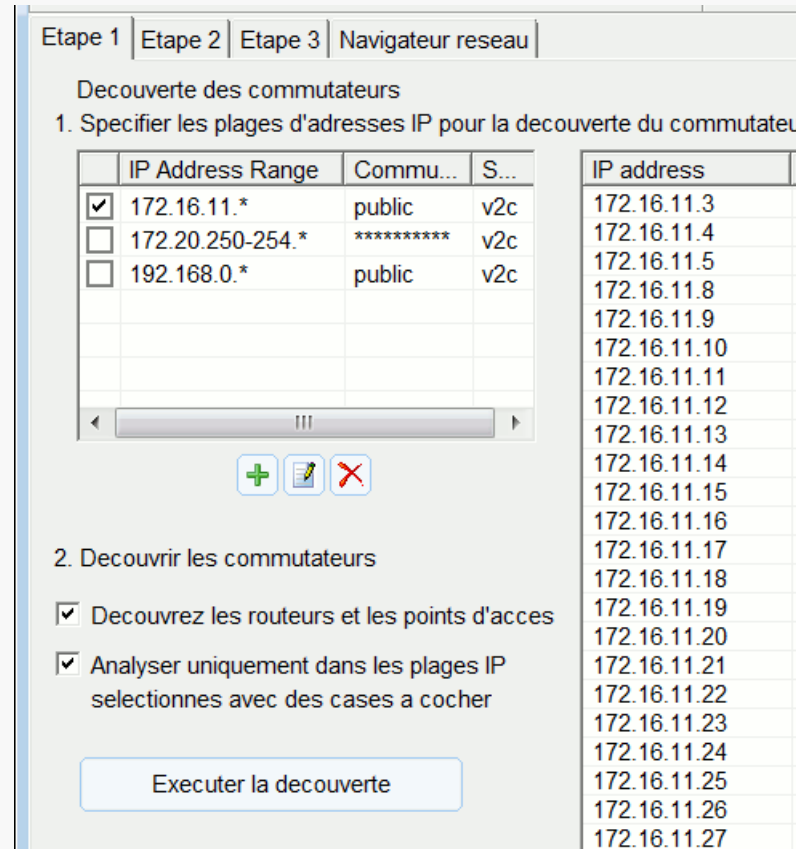 Etape 1 Etape 2 Etape 3 Navigateur reseau
Decouverte des commutateurs
1. Specifier les plages d'adresses IP pour la decouverte du commutateu
IP Address Range Commu... S...
172.16.11.* public v2c
172.20.250-254.* ********** v2c
192.168.0.* public v2c
2. Decouvrir les commutateurs
Decouvrez les routeurs et les points d'acces
Analyser uniquement dans les plages IP
selectionnes avec des cases a cocher
Executer la decouverte
IP address
172.16.11.3
172.16.11.4
172.16.11.5
172.16.11.8
172.16.11.9
172.16.11.10
172.16.11.11
172.16.11.12
172.16.11.13
172.16.11.14
172.16.11.15
172.16.11.16
172.16.11.17
172.16.11.18
172.16.11.19
172.16.11.20
172.16.11.21
172.16.11.22
172.16.11.23
172.16.11.24
172.16.11.25
172.16.11.26
172.16.11.27